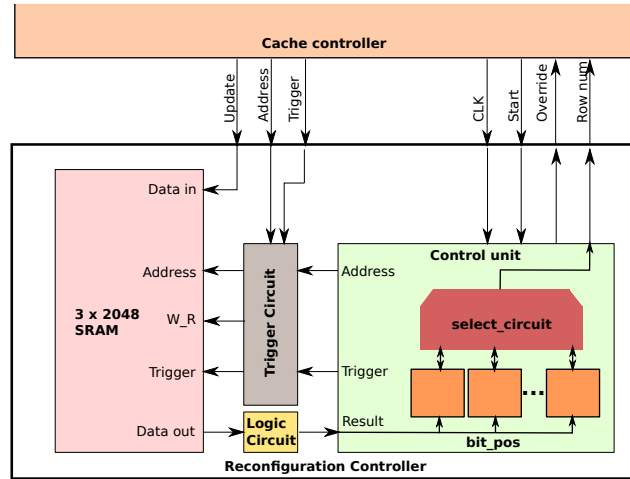 Cache controller
Update
Address
Trigger
CLK
Start
Override
Row num
Data in
Address
W_R
Trigger
Data out
3 x 2048
SRAM
Trigger Circuit
Logic
Circuit
Address
Trigger
Result
Control unit
select_circuit
...
bit_pos
Reconfiguration Controller